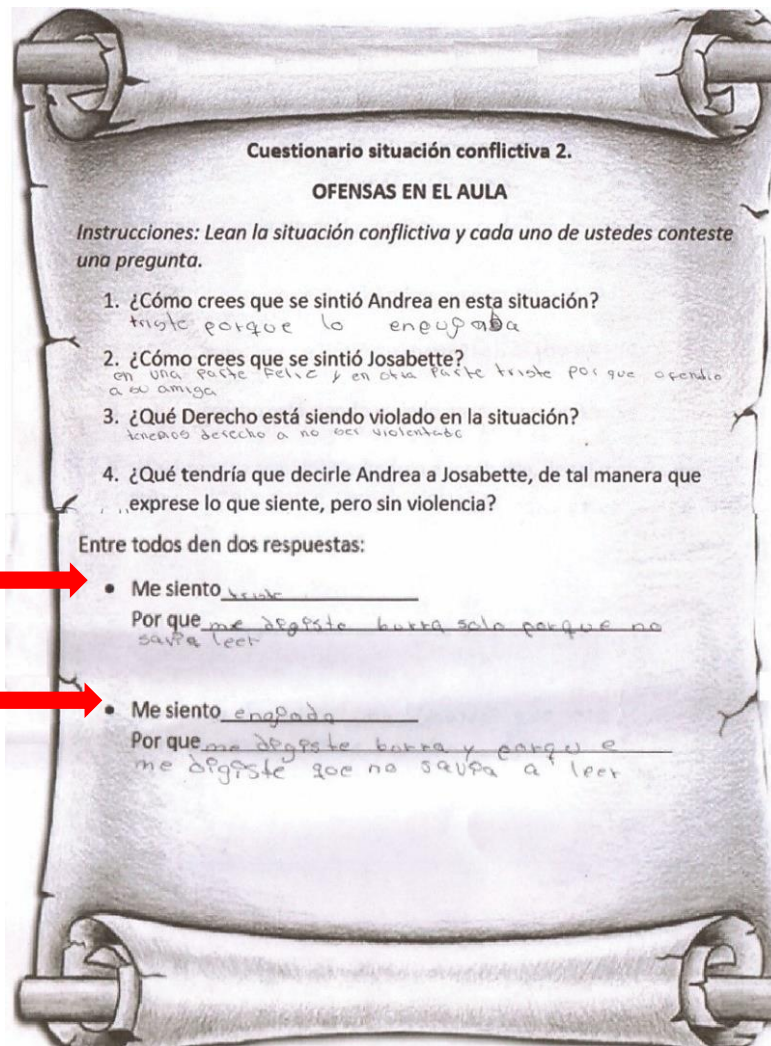 Cuestionario situación conflictiva 2.
OFENSAS EN EL AULA
Instrucciones: Lean la situación conflictiva y cada uno de ustedes conteste
una pregunta.
1. ¿Cómo crees que se sintió Andrea en esta situación?
triste porque lo
2. ¿Cómo crees que se sintió Josabette?
en una parte Feliz y en otra Parte triste por que ofendio
a su amiga
3. ¿Qué Derecho está siendo violado en la situación?
tenemos derecho a no ser violentado
4. ¿Qué tendría que decirle Andrea a Josabette, de tal manera que
exprese lo que siente, pero sin violencia?
Entre todos den dos respuestas:
• Me siento triste
Por que me digiste burra solo porque no
savia leer
• Me siento enojada
Por que me digiste burra y porque
me digiste que no savia a leer